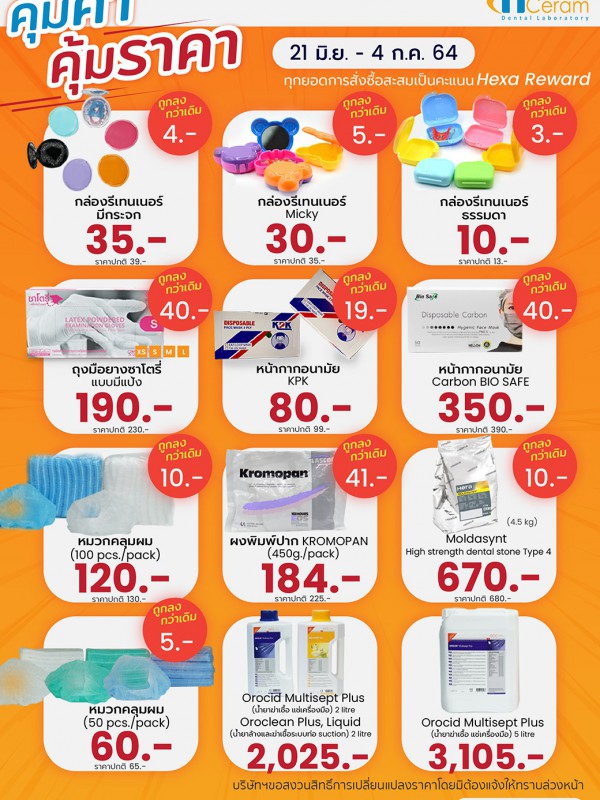 คุ้มค่า
คุ้มราคา
Ceram
Dental Laboratory
21 มิ.ย. - 4 ก.ค. 64
ทุกยอดการสั่งซื้อสะสมเป็นคะแนน Hexa Reward
ถูกลง
กว่าเดิม
4.-
กล่องรีเทนเนอร์
มีกระจก
35.-
ราคาปกติ 39.-
ถูกลง
กว่าเดิม
5.-
กล่องรีเทนเนอร์
Micky
30.-
ราคาปกติ 35.-
ถูกลง
กว่าเดิม
3.-
กล่องรีเทนเนอร์
ธรรมดา
10.-
ราคาปกติ 13.-
ถูกลง
กว่าเดิม
40.-
ซาโตรี่
LATEX POWDERED
EXAMINATION GLOVES
S
XS S M L
ถุงมือยางซาโตรี่
แบบมีแป้ง
190.-
ราคาปกติ 230.-
ถูกลง
กว่าเดิม
19.-
DISPOSABLE
FACE MASK 3 PLY
K2K
หน้ากากอนามัย
KPK
80.-
ราคาปกติ 99.-
ถูกลง
กว่าเดิม
40.-
Bio Safe
Disposable Carbon
Hygienic Face Mask
หน้ากากอนามัย
Carbon BIO SAFE
350.-
ราคาปกติ 390.-
ถูกลง
กว่าเดิม
10.-
หมวกคลุมผม
(100 pcs./pack)
120.-
ราคาปกติ 130.-
ถูกลง
กว่าเดิม
41.-
Kromopan
ผงพิมพ์ปาก KROMOPAN
(450g./pack)
184.-
ราคาปกติ 225.-
ถูกลง
กว่าเดิม
10.-
Hera
(4.5 kg)
Moldasynt
High strength dental stone Type 4
670.-
ราคาปกติ 680.-
ถูกลง
กว่าเดิม
5.-
หมวกคลุมผม
(50 pcs./pack)
60.-
ราคาปกติ 65.-
Orocid Multisept Plus
(น้ำยาฆ่าเชื้อ แช่เครื่องมือ) 2 litre
Oroclean Plus, Liquid
(น้ำยาล้างและฆ่าเชื้อระบบท่อ suction) 2 litre
2,025.-
Orocid Multisept Plus
(น้ำยาฆ่าเชื้อ แช่เครื่องมือ) 5 litre
3,105.-
บริษัทฯขอสงวนสิทธิ์การเปลี่ยนแปลงราคาโดยมิต้องแจ้งให้ทราบล่วงหน้า